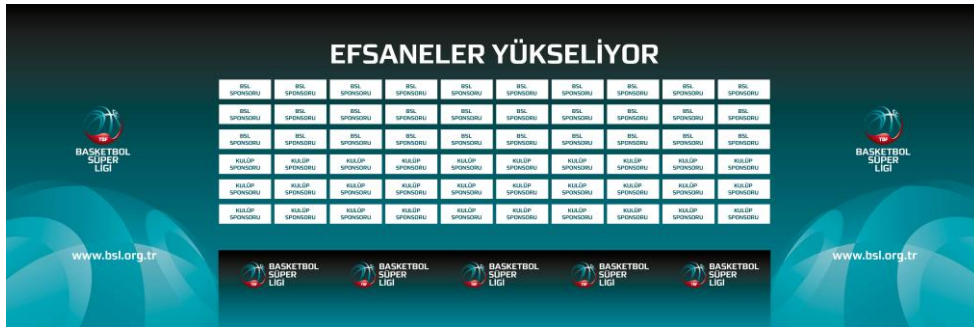 EFSANELER YÜKSELİYOR
BSL BSL BSL BSL BSL BSL BSL BSL BSL BSL
SPONSORU SPONSORU SPONSORU SPONSORU SPONSORU SPONSORU SPONSORU SPONSORU SPONSORU SPONSORU
BSL BSL BSL BSL BSL BSL BSL BSL BSL BSL
SPONSORU SPONSORU SPONSORU SPONSORU SPONSORU SPONSORU SPONSORU SPONSORU SPONSORU SPONSORU
BSL BSL BSL BSL BSL BSL BSL BSL BSL BSL
SPONSORU SPONSORU SPONSORU SPONSORU SPONSORU SPONSORU SPONSORU SPONSORU SPONSORU SPONSORU
KULÜP KULÜP KULÜP KULÜP KULÜP KULÜP KULÜP KULÜP KULÜP KULÜP
SPONSORU SPONSORU SPONSORU SPONSORU SPONSORU SPONSORU SPONSORU SPONSORU SPONSORU SPONSORU
KULÜP KULÜP KULÜP KULÜP KULÜP KULÜP KULÜP KULÜP KULÜP KULÜP
SPONSORU SPONSORU SPONSORU SPONSORU SPONSORU SPONSORU SPONSORU SPONSORU SPONSORU SPONSORU
KULÜP KULÜP KULÜP KULÜP KULÜP KULÜP KULÜP KULÜP KULÜP KULÜP
SPONSORU SPONSORU SPONSORU SPONSORU SPONSORU SPONSORU SPONSORU SPONSORU SPONSORU SPONSORU
TBF
BASKETBOL
SÜPER
LİGİ
www.bsl.org.tr
TBF
BASKETBOL
SÜPER
LİGİ
www.bsl.org.tr
BASKETBOL BASKETBOL BASKETBOL BASKETBOL BASKETBOL
SÜPER SÜPER SÜPER SÜPER SÜPER
TBF LİGİ TBF LİGİ TBF LİGİ TBF LİGİ TBF LİGİ